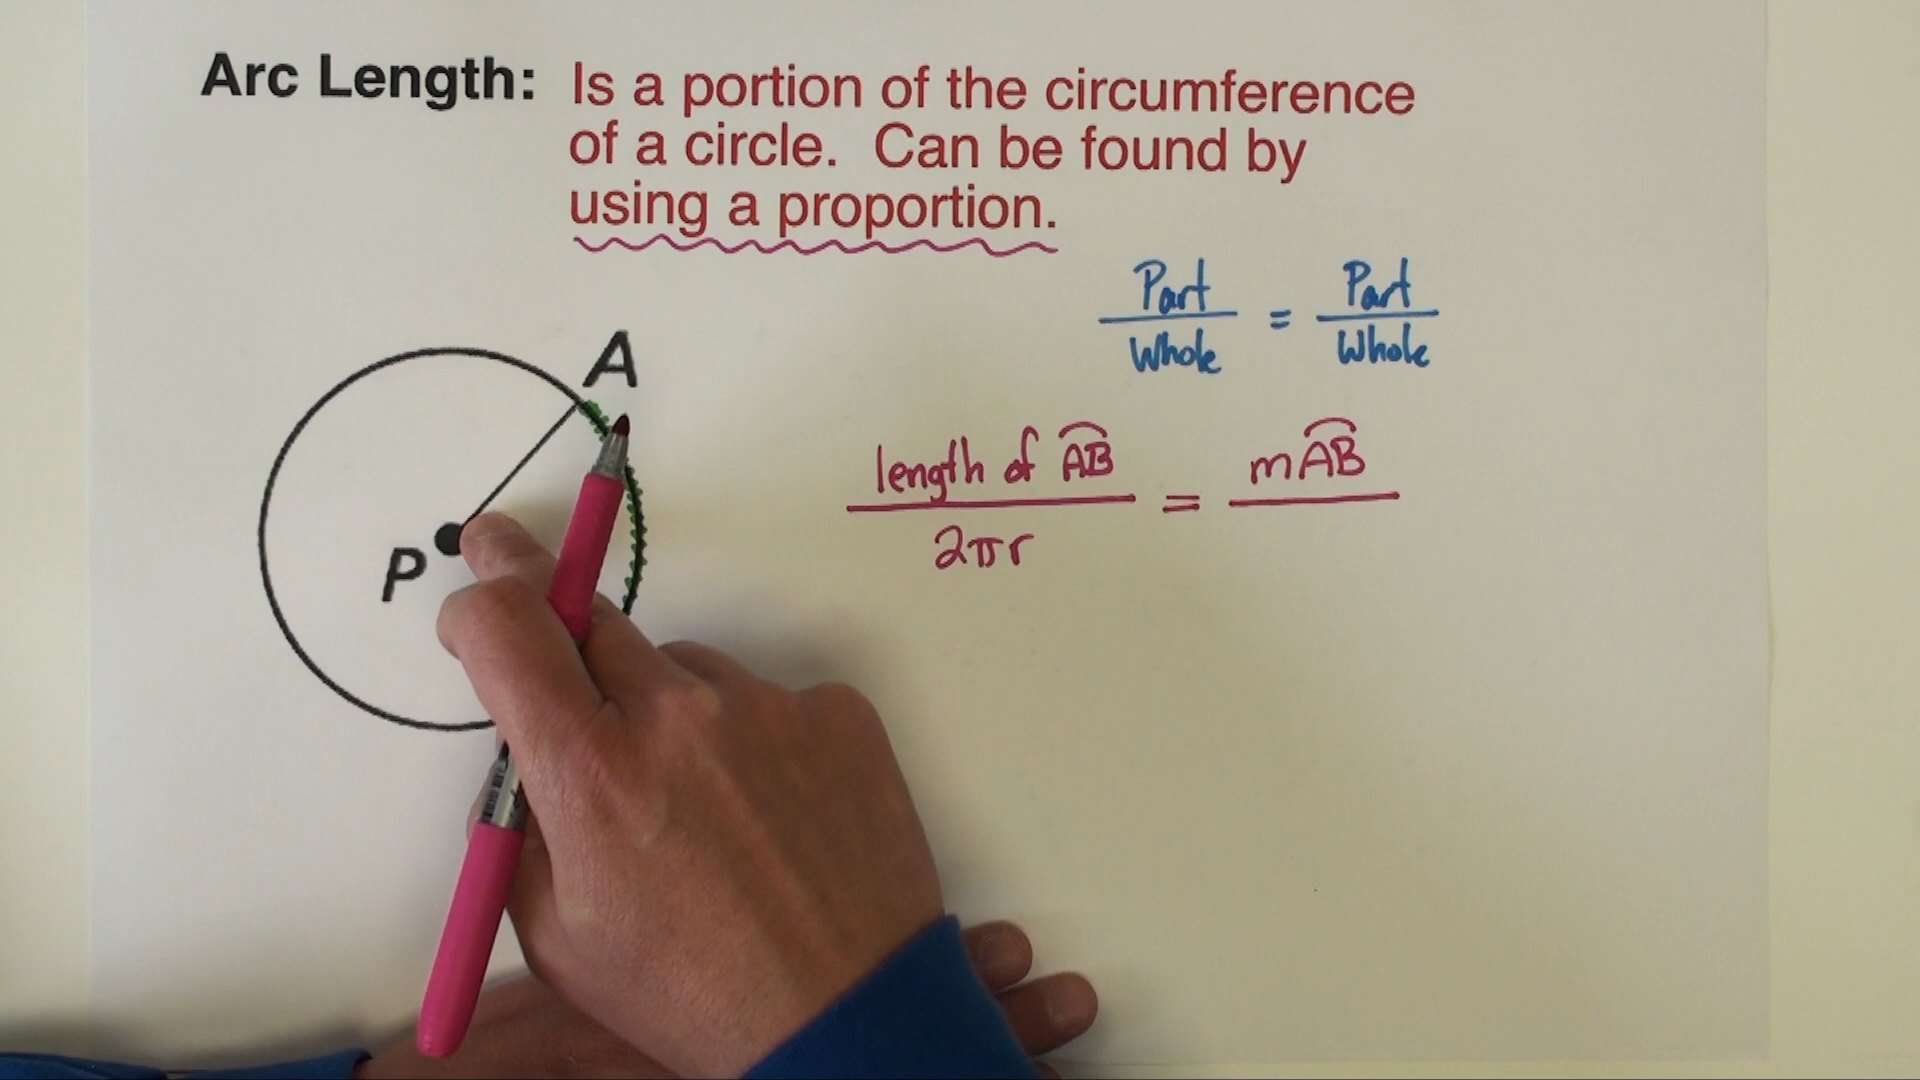 Arc Length: Is a portion of the circumference
of a circle. Can be found by
using a proportion.
Part = Part
Whole Whole
A
length of AB = mAB
2πr
P